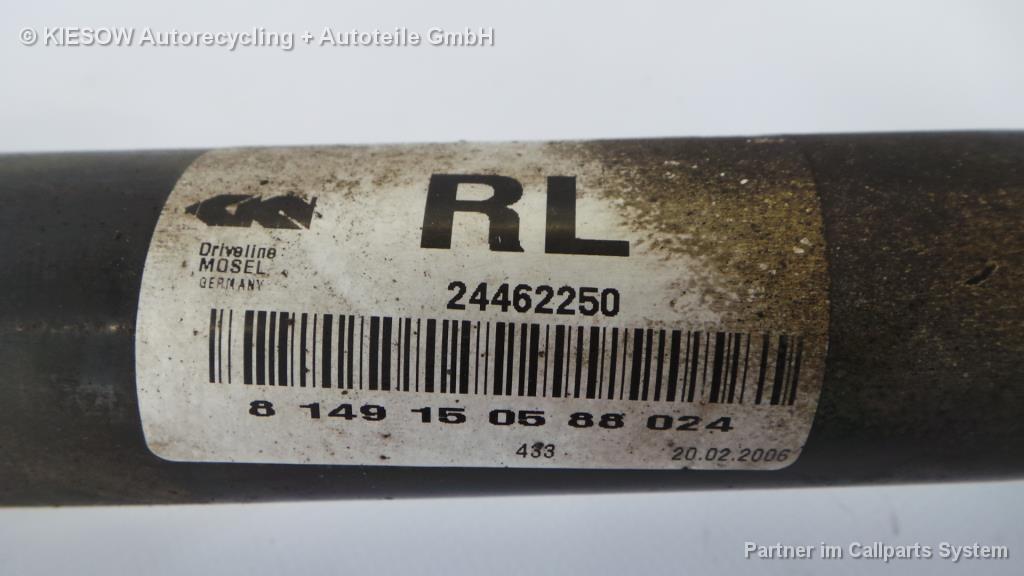 © KIESOW Autorecycling + Autoteile GmbH
GKN
RL
Driveline
MOSEL
GERMANY
24462250
8 149 15 05 88 024
433 20.02.2006
Partner im Callparts System